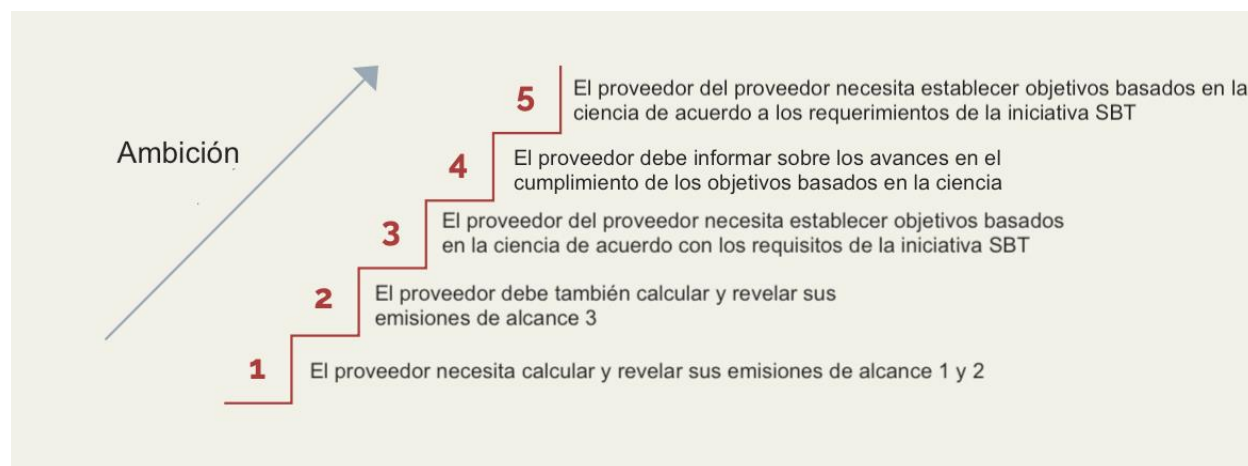 5
El proveedor del proveedor necesita establecer objetivos basados en la
ciencia de acuerdo a los requerimientos de la iniciativa SBT
Ambición
4
El proveedor debe informar sobre los avances en el
cumplimiento de los objetivos basados en la ciencia
3
El proveedor del proveedor necesita establecer objetivos basados
en la ciencia de acuerdo con los requisitos de la iniciativa SBT
2
El proveedor debe también calcular y revelar sus
emisiones de alcance 3
1
El proveedor necesita calcular y revelar sus emisiones de alcance 1 y 2